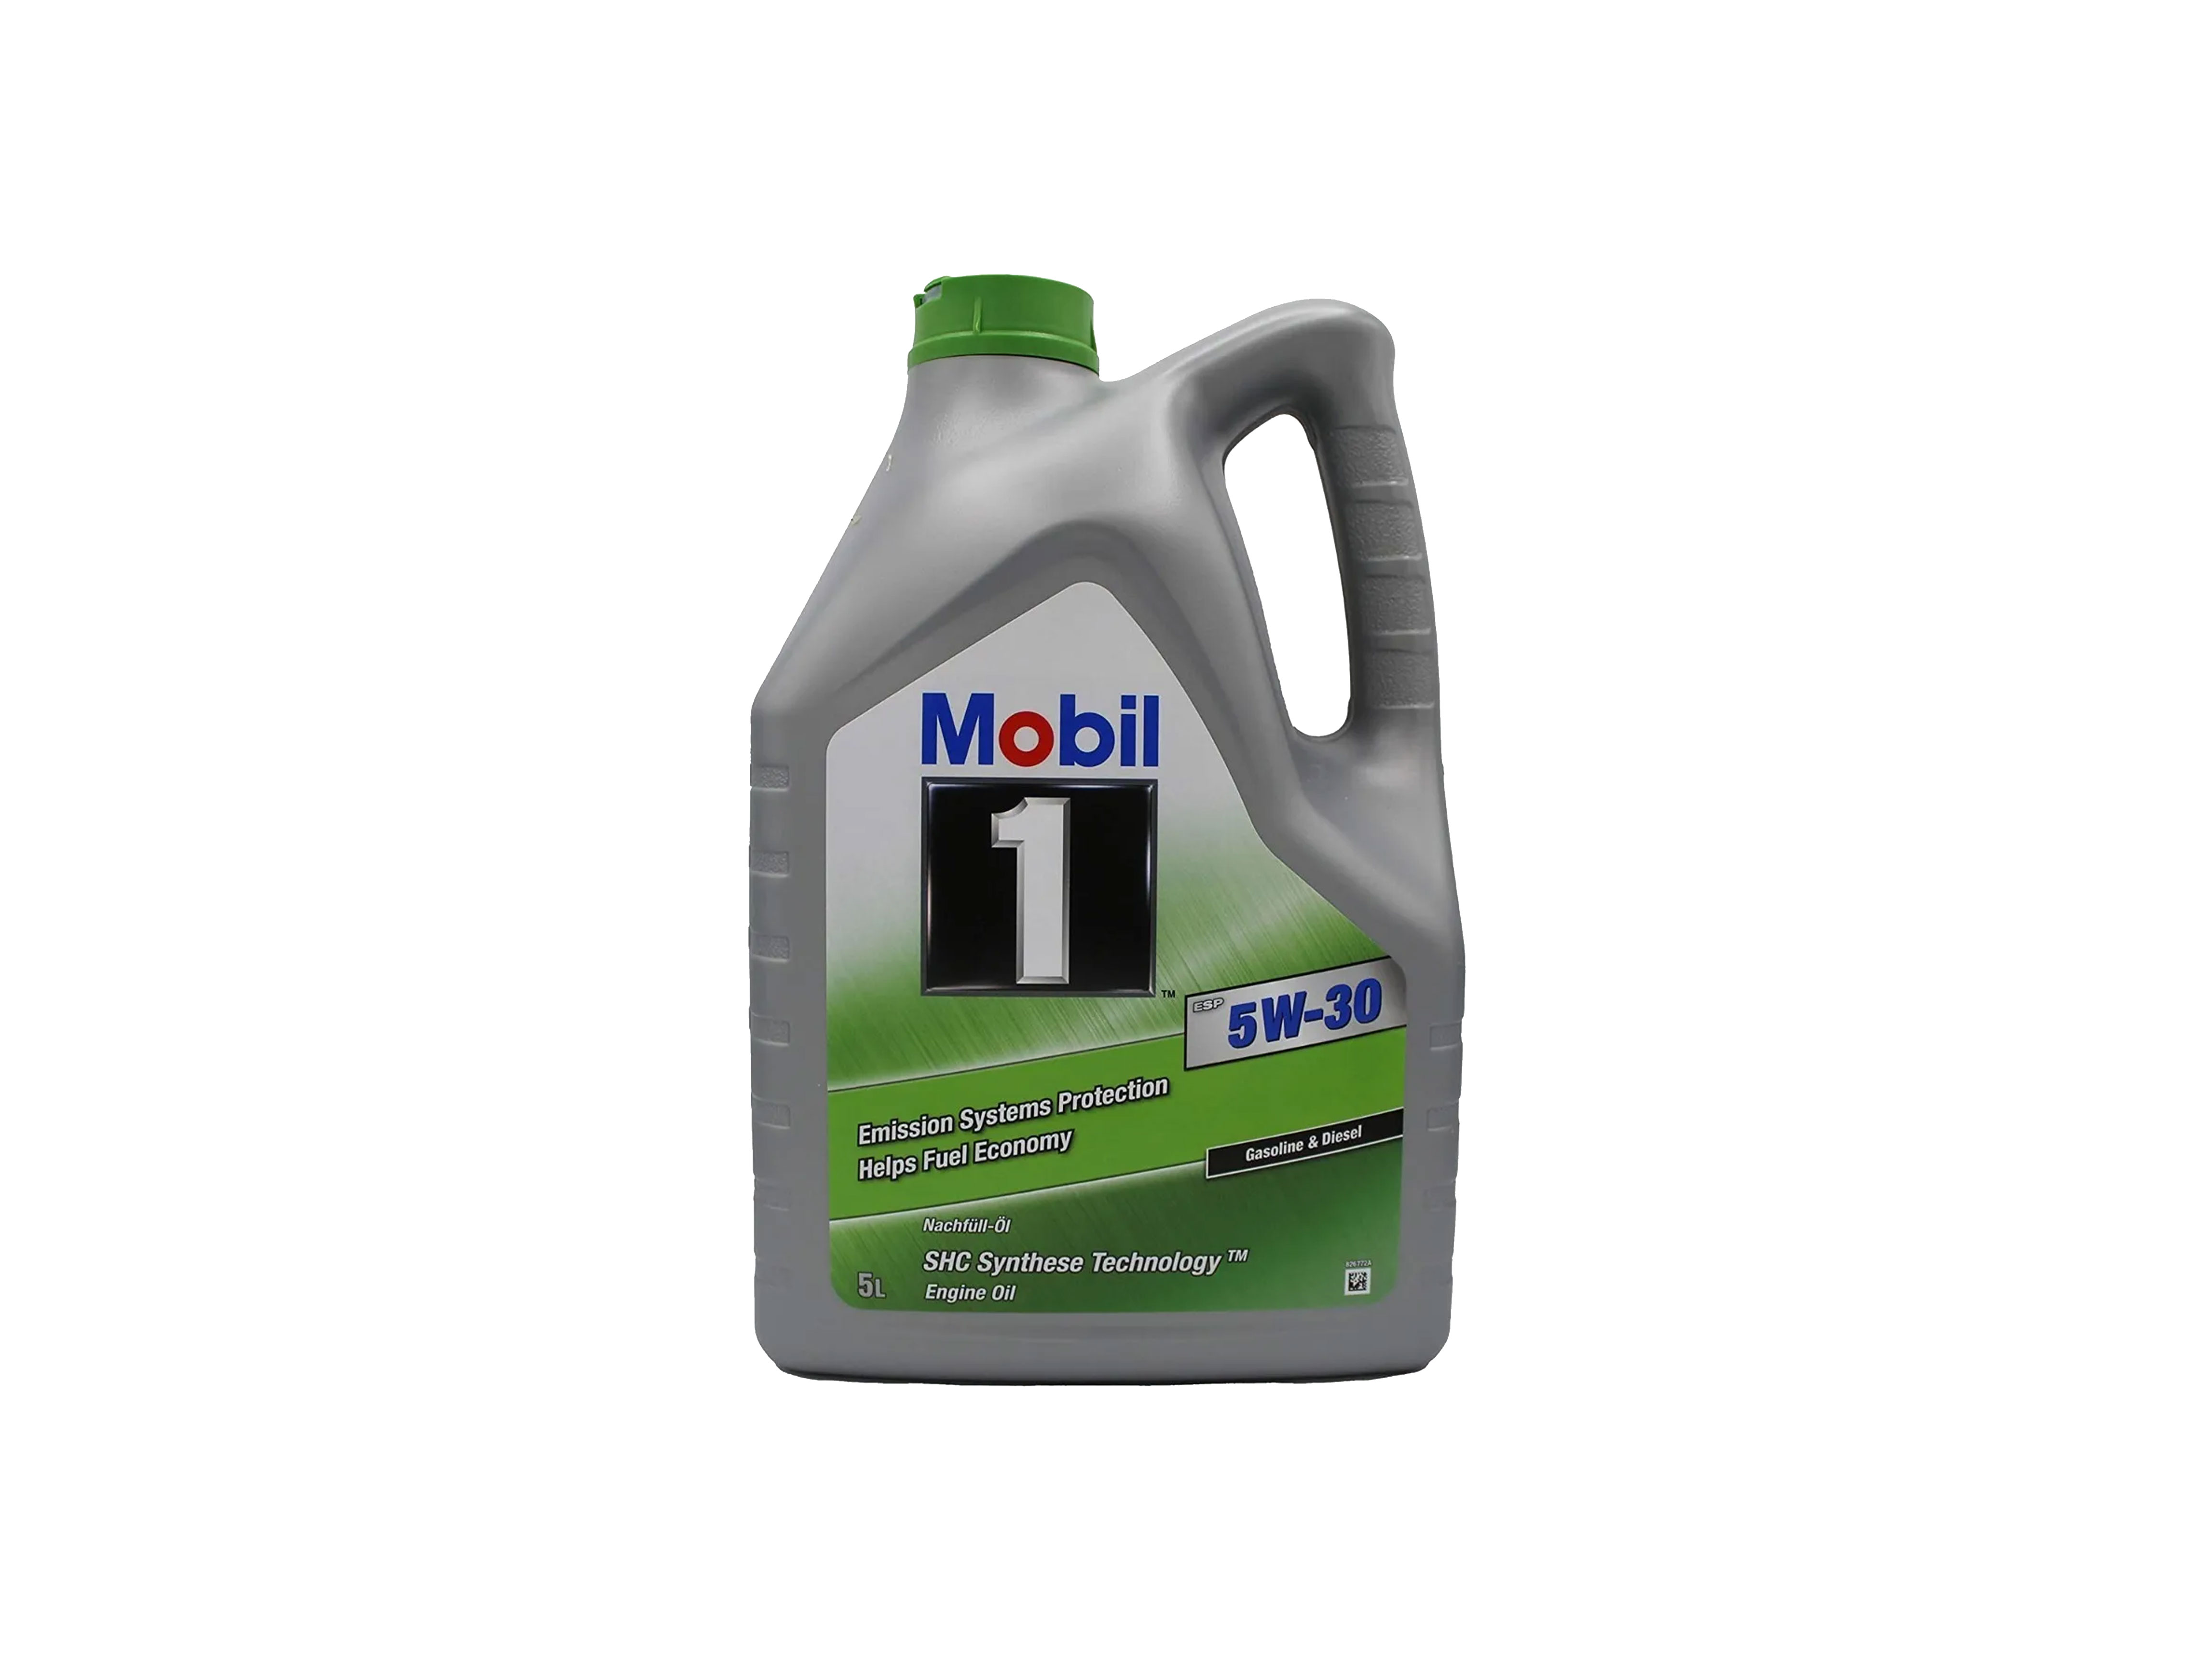 Mobil
1
TM
ESP 5W-30
Emission Systems Protection
Helps Fuel Economy
Gasoline & Diesel
Nachfüll-Öl
SHC Synthese Technology TM
5L
Engine Oil